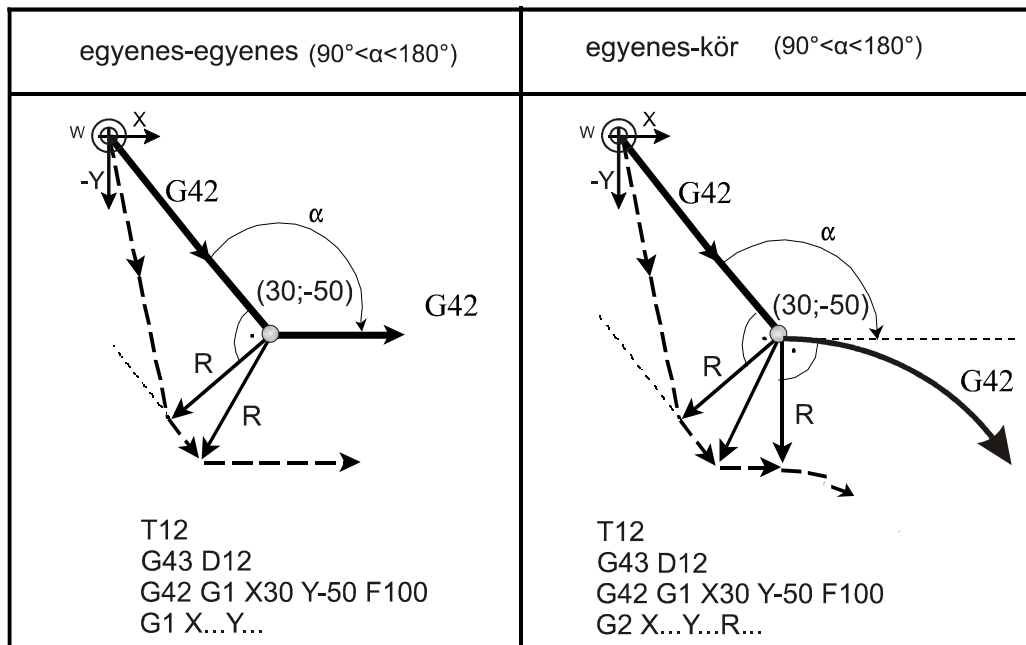 egyenes-egyenes (90°<α<180°)
egyenes-kör (90°<α<180°)
W
X
-Y
G42
α
(30;-50)
G42
R
R
T12
G43 D12
G42 G1 X30 Y-50 F100
G1 X...Y...
W
X
-Y
G42
α
(30;-50)
G42
R
R
T12
G43 D12
G42 G1 X30 Y-50 F100
G2 X...Y...R...